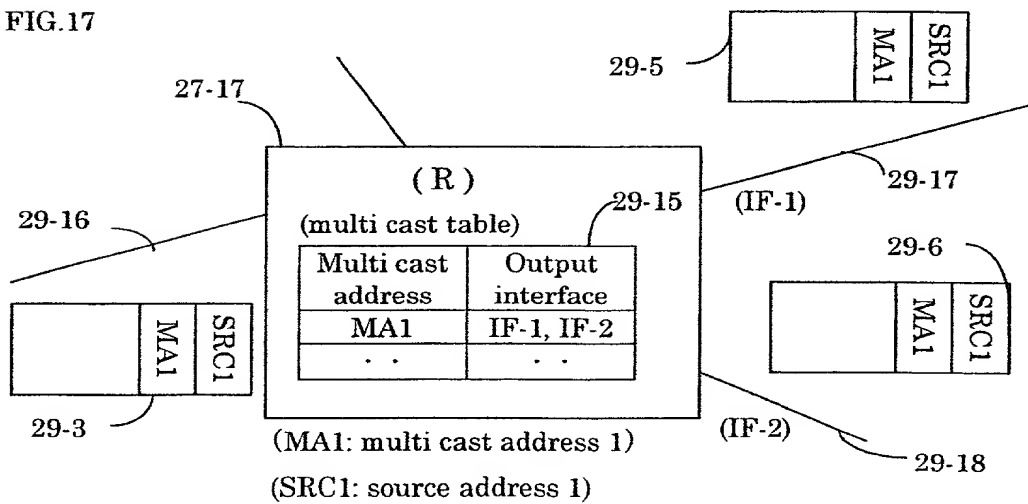 FIG.17
29-5
MA1
SRC1
27-17
(R)
29-17
(IF-1)
29-16
(multi cast table)
29-15
Multi cast address
Output interface
MA1
IF-1, IF-2
. .
. .
29-6
MA1
SRC1
MA1
SRC1
29-3
(IF-2)
29-18
(MA1: multi cast address 1)
(SRC1: source address 1)